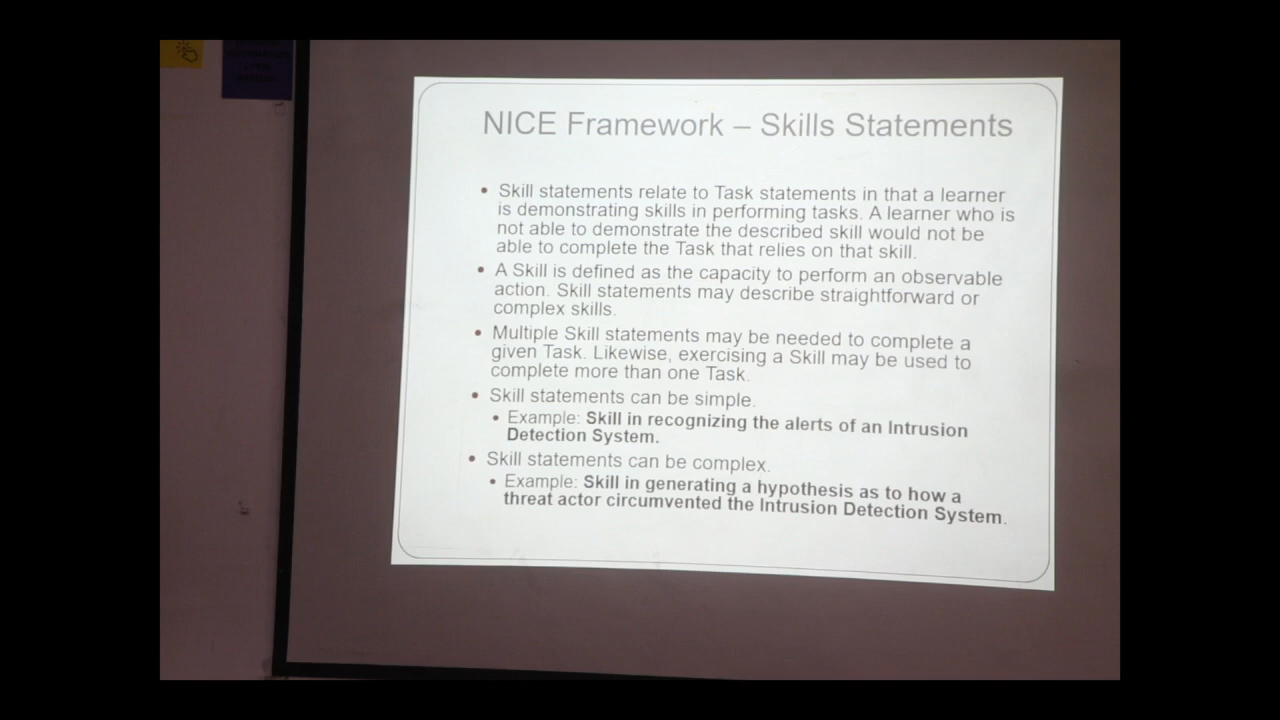 NICE Framework – Skills Statements
• Skill statements relate to Task statements in that a learner
is demonstrating skills in performing tasks. A learner who is
not able to demonstrate the described skill would not be
able to complete the Task that relies on that skill.
• A Skill is defined as the capacity to perform an observable
action. Skill statements may describe straightforward or
complex skills.
• Multiple Skill statements may be needed to complete a
given Task. Likewise, exercising a Skill may be used to
complete more than one Task.
• Skill statements can be simple.
• Example: Skill in recognizing the alerts of an Intrusion
Detection System.
• Skill statements can be complex.
• Example: Skill in generating a hypothesis as to how a
threat actor circumvented the Intrusion Detection System.